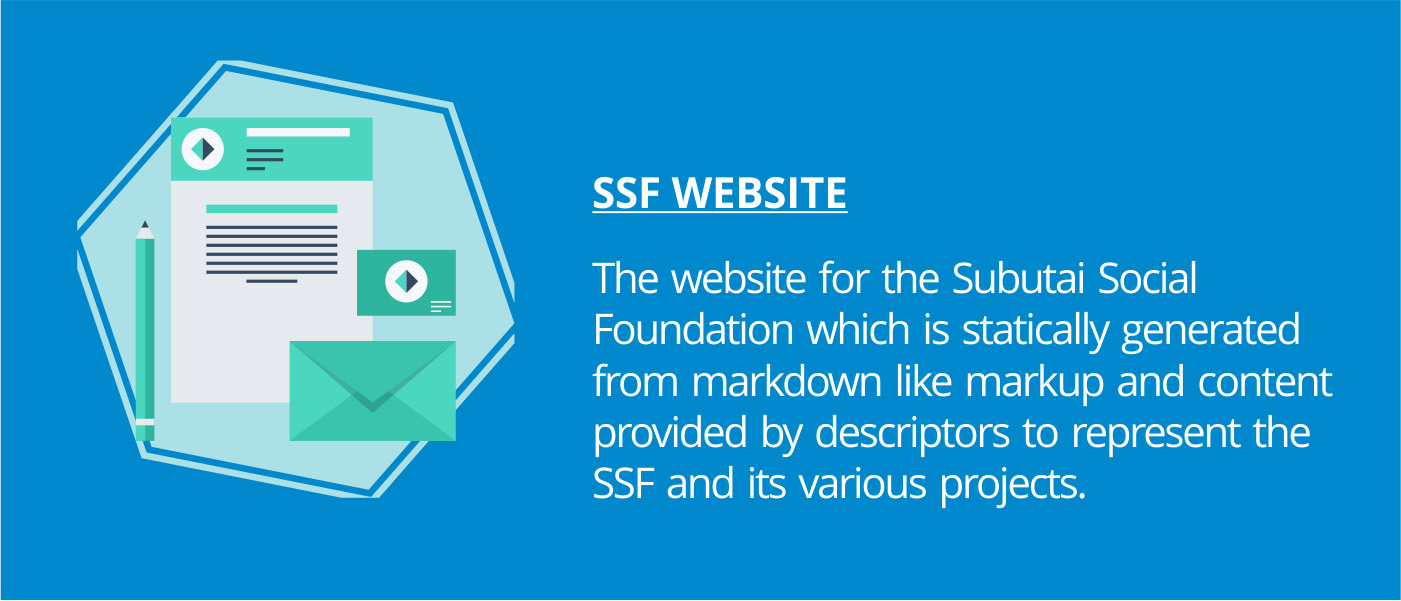 SSF WEBSITE
The website for the Subutai Social
Foundation which is statically generated
from markdown like markup and content
provided by descriptors to represent the
SSF and its various projects.